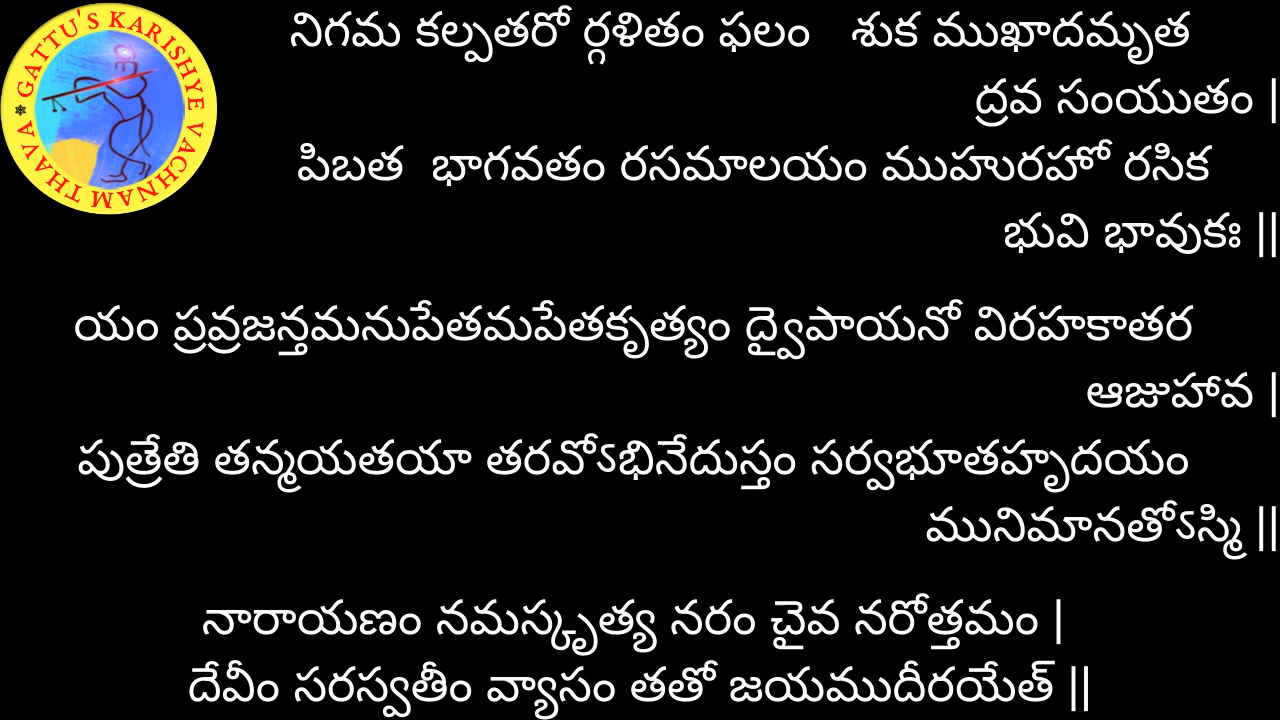 GATTU'S KARISHYE VACHNAM THAVA
నిగమ కల్పతరో ర్గళితం ఫలం శుక ముఖాదమృత
ద్రవ సంయుతం |
పిబత భాగవతం రసమాలయం ముహురహో రసిక
భువి భావుకః ||
యం ప్రవ్రజన్తమనుపేతమపేతకృత్యం ద్వైపాయనో విరహకాతర
ఆజుహావ |
పుత్రేతి తన్మయతయా తరవోఽభినేదుస్తం సర్వభూతహృదయం
మునిమానతోఽస్మి ||
నారాయణం నమస్కృత్య నరం చైవ నరోత్తమం |
దేవీం సరస్వతీం వ్యాసం తతో జయముదీరయేత్ ||